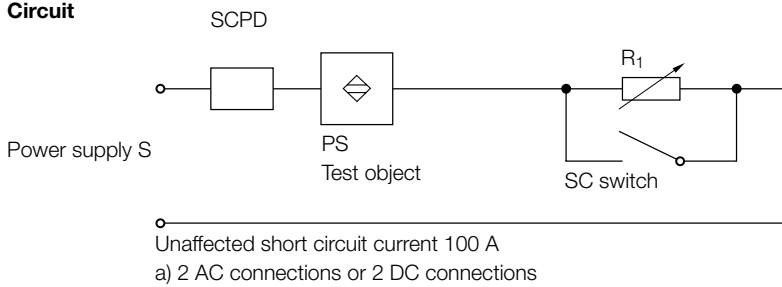 Circuit
SCPD
R1
Power supply S
PS
Test object
SC switch
Unaffected short circuit current 100 A
a) 2 AC connections or 2 DC connections